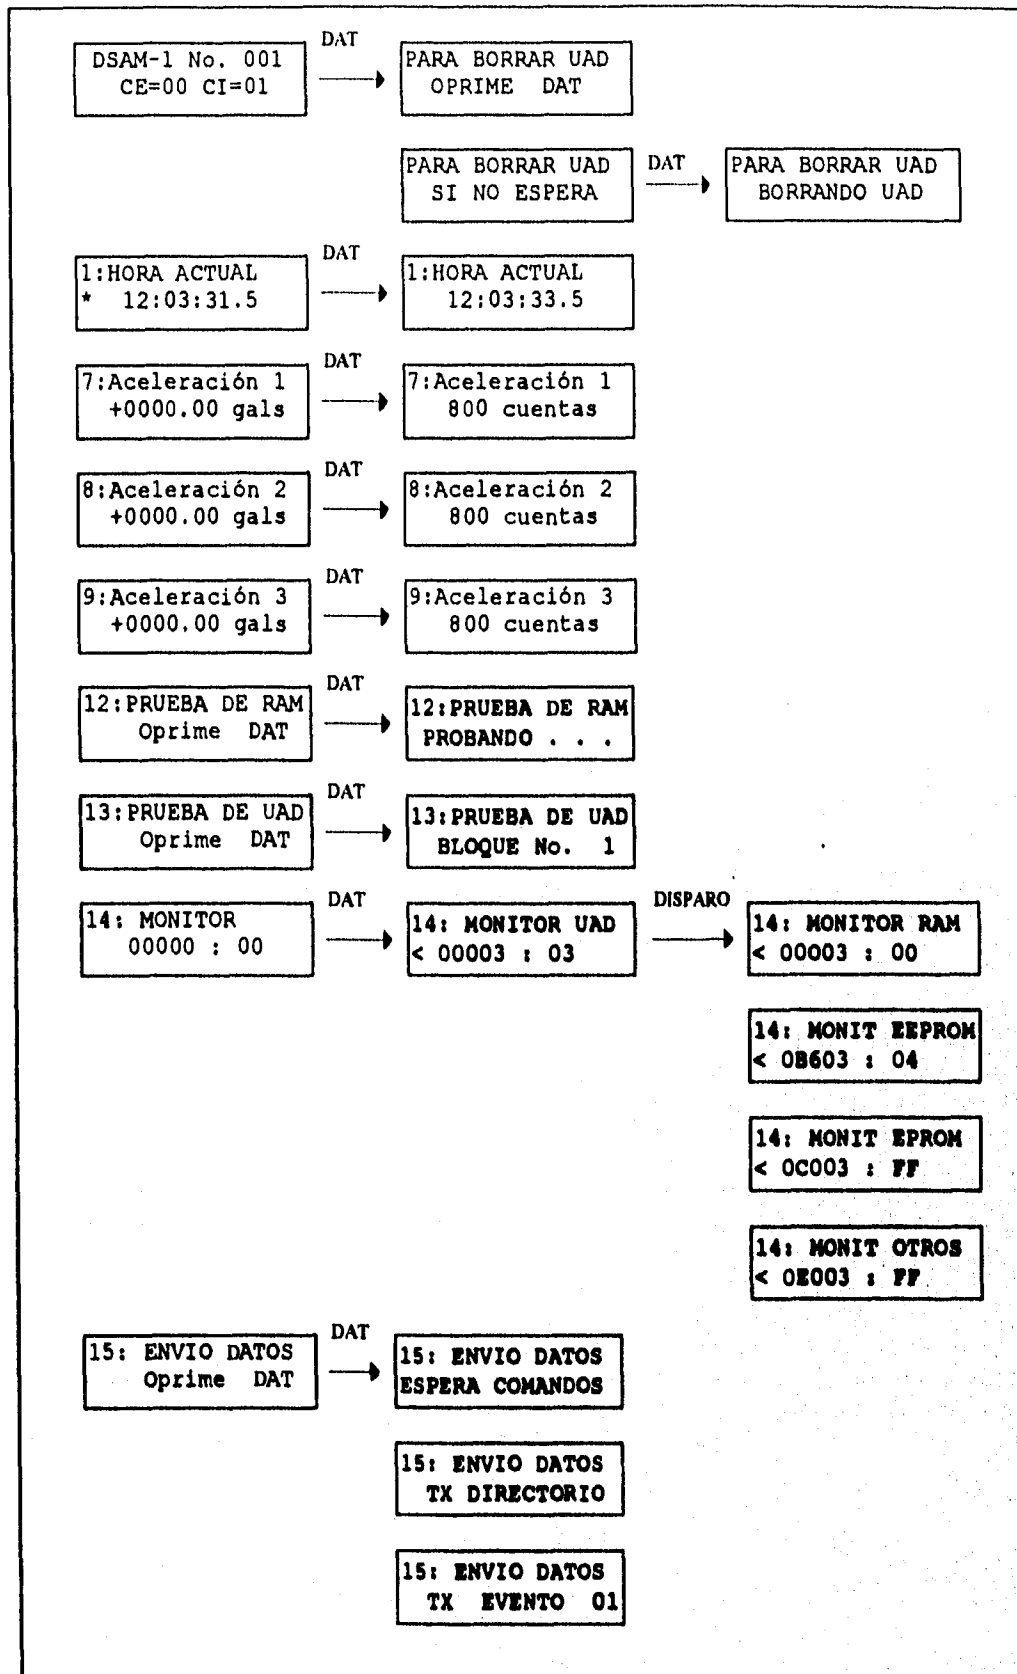 DAT
DSAM-1 No. 001
CE=00 CI=01
PARA BORRAR UAD
OPRIME DAT
PARA BORRAR UAD
SI NO ESPERA
DAT
PARA BORRAR UAD
BORRANDO UAD
1:HORA ACTUAL
* 12:03:31.5
DAT
1:HORA ACTUAL
12:03:33.5
7:Aceleración 1
+0000.00 gals
DAT
7:Aceleración 1
800 cuentas
8:Aceleración 2
+0000.00 gals
DAT
8:Aceleración 2
800 cuentas
9:Aceleración 3
+0000.00 gals
DAT
9:Aceleración 3
800 cuentas
12:PRUEBA DE RAM
Oprime DAT
DAT
12:PRUEBA DE RAM
PROBANDO . . .
13:PRUEBA DE UAD
Oprime DAT
DAT
13:PRUEBA DE UAD
BLOQUE No. 1
14: MONITOR
00000 : 00
DAT
14: MONITOR UAD
< 00003 : 03
DISPARO
14: MONITOR RAM
< 00003 : 00
14: MONIT EEPROM
< 0B603 : 04
14: MONIT EPROM
< 0C003 : FF
14: MONIT OTROS
< 0E003 : FF
15: ENVIO DATOS
Oprime DAT
DAT
15: ENVIO DATOS
ESPERA COMANDOS
15: ENVIO DATOS
TX DIRECTORIO
15: ENVIO DATOS
TX EVENTO 01